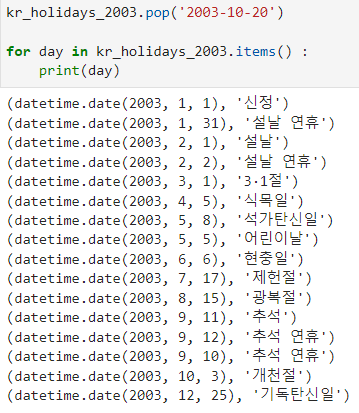 kr_holidays_2003.pop('2003-10-20')
for day in kr_holidays_2003.items() :
    print(day)
(datetime.date(2003, 1, 1), '신정')
(datetime.date(2003, 1, 31), '설날 연휴')
(datetime.date(2003, 2, 1), '설날')
(datetime.date(2003, 2, 2), '설날 연휴')
(datetime.date(2003, 3, 1), '3·1절')
(datetime.date(2003, 4, 5), '식목일')
(datetime.date(2003, 5, 8), '석가탄신일')
(datetime.date(2003, 5, 5), '어린이날')
(datetime.date(2003, 6, 6), '현충일')
(datetime.date(2003, 7, 17), '제헌절')
(datetime.date(2003, 8, 15), '광복절')
(datetime.date(2003, 9, 11), '추석')
(datetime.date(2003, 9, 12), '추석 연휴')
(datetime.date(2003, 9, 10), '추석 연휴')
(datetime.date(2003, 10, 3), '개천절')
(datetime.date(2003, 12, 25), '기독탄신일')